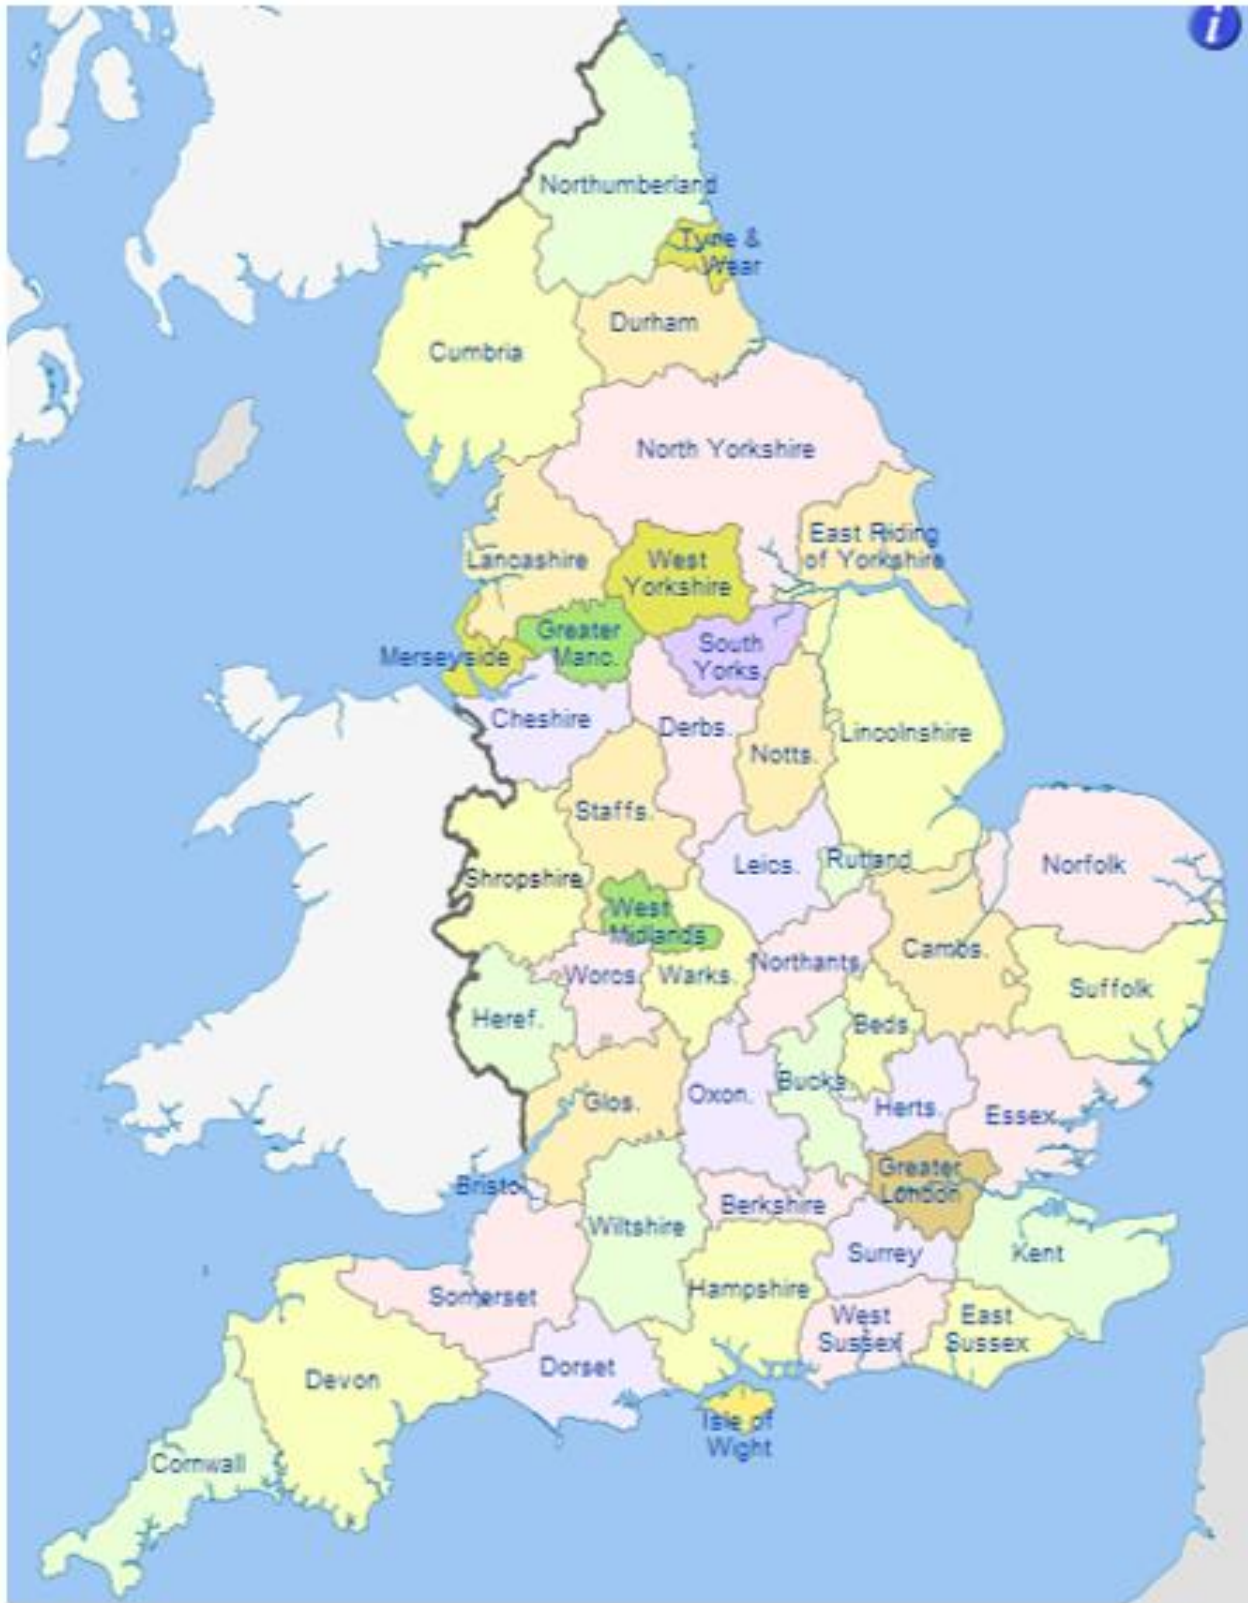 i
Northumberland
Tyne &
Wear
Durham
Cumbria
North Yorkshire
East Riding
of Yorkshire
Lancashire
West
Yorkshire
Greater
Manc.
South
Yorks.
Merseyside
Cheshire
Derbs.
Notts.
Lincolnshire
Staffs.
Leics.
Rutland
Norfolk
Shropshire
West
Midlands
Worcs.
Warks.
Northants.
Cambs.
Suffolk
Heref.
Beds.
Glos.
Oxon.
Bucks.
Herts.
Essex
Bristol
Greater
London
Berkshire
Wiltshire
Surrey
Kent
Hampshire
Somerset
West
Sussex
East
Sussex
Devon
Dorset
Isle of
Wight
Cornwall